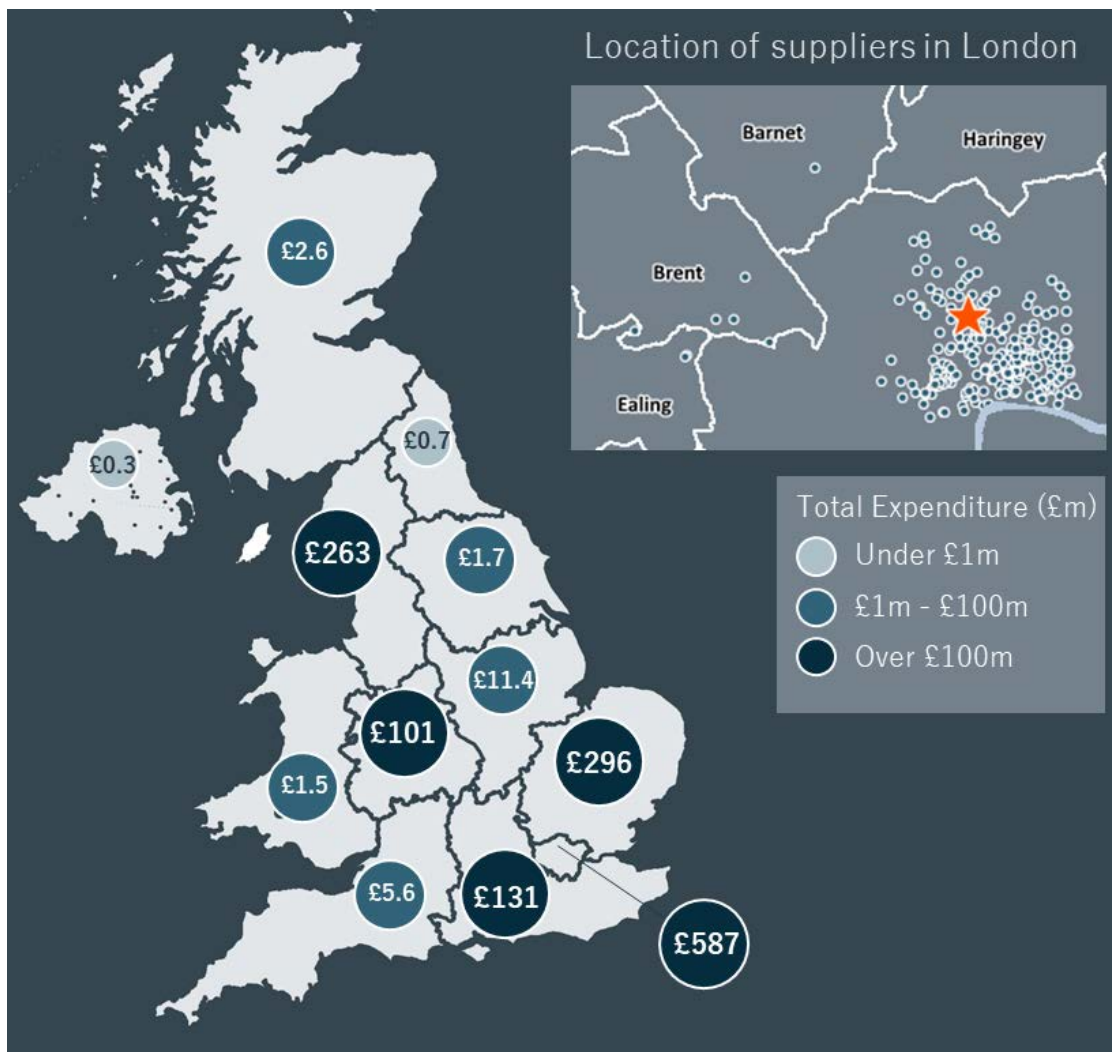 Location of suppliers in London
Barnet
Haringey
Brent
Ealing
£2.6
£0.7
£0.3
£263
£1.7
£11.4
£101
£296
£1.5
£5.6
£131
£587
Total Expenditure (£m)
Under £1m
£1m - £100m
Over £100m